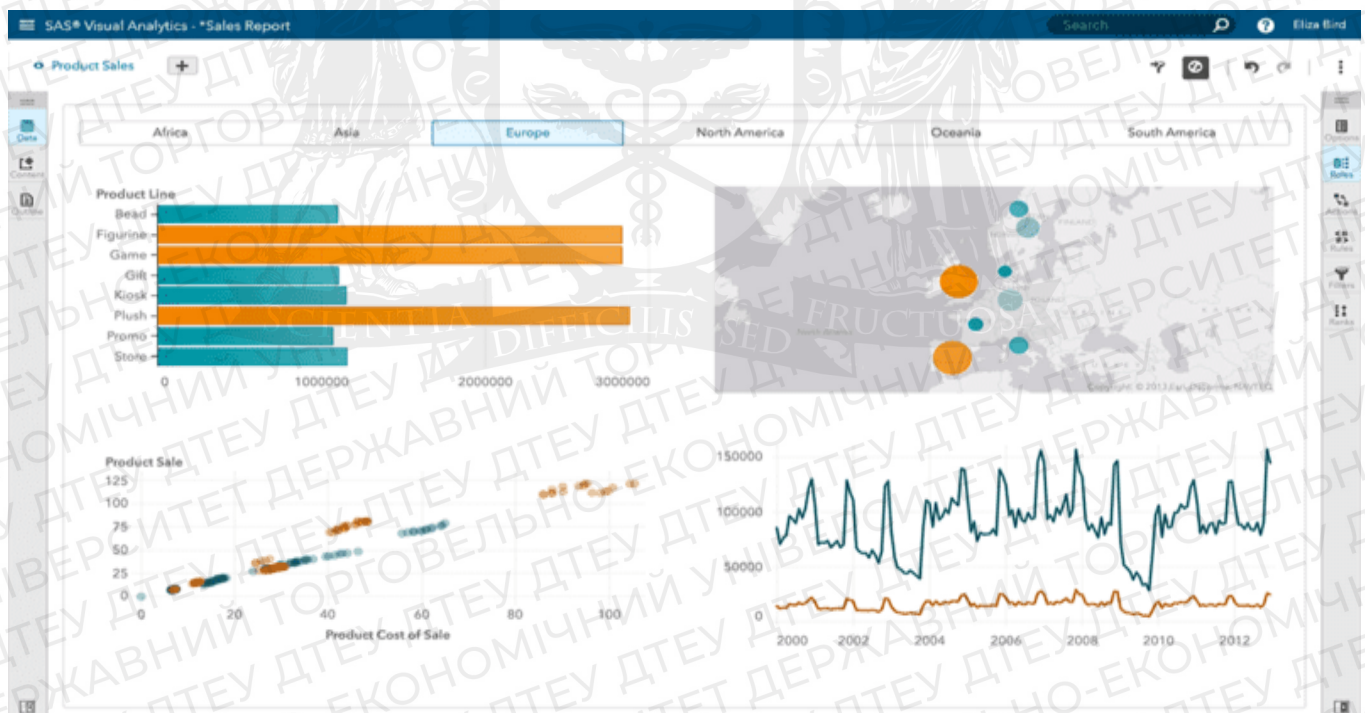 SAS® Visual Analytics - *Sales Report
Search
Eliza Bird
Product Sales
Data
Content
Outline
Africa
Asia
Europe
North America
Oceania
South America
Options
Roles
Actions
Rules
Filters
Ranks
Product Line
Bead
Figurine
Game
Gift
Kiosk
Plush
Promo
Store
0 1000000 2000000 3000000
FINLAND
SCIENTIA DIFFICILIS SED FRUCTUOSA
Product Sale
125
100
75
50
25
0
0 20 40 60 80 100
Product Cost of Sale
150000
100000
50000
0
2000 2002 2004 2006 2008 2010 2012
ДТЕУ
ДЕРЖАВНИЙ ТОРГОВЕЛЬНО-ЕКОНОМІЧНИЙ УНІВЕРСИТЕТ